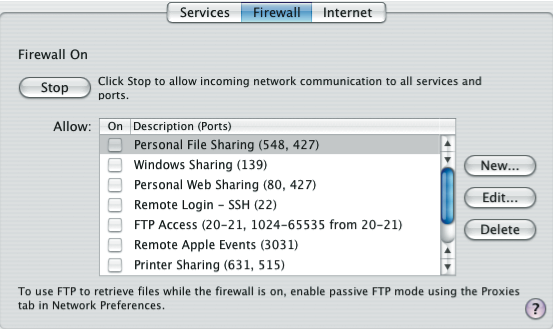 Services Firewall Internet
Firewall On
Stop Click Stop to allow incoming network communication to all services and
ports.
Allow: On Description (Ports)
Personal File Sharing (548, 427)
Windows Sharing (139)
New...
Personal Web Sharing (80, 427)
Remote Login – SSH (22)
Edit...
FTP Access (20-21, 1024-65535 from 20-21)
Delete
Remote Apple Events (3031)
Printer Sharing (631, 515)
To use FTP to retrieve files while the firewall is on, enable passive FTP mode using the Proxies
tab in Network Preferences.
?